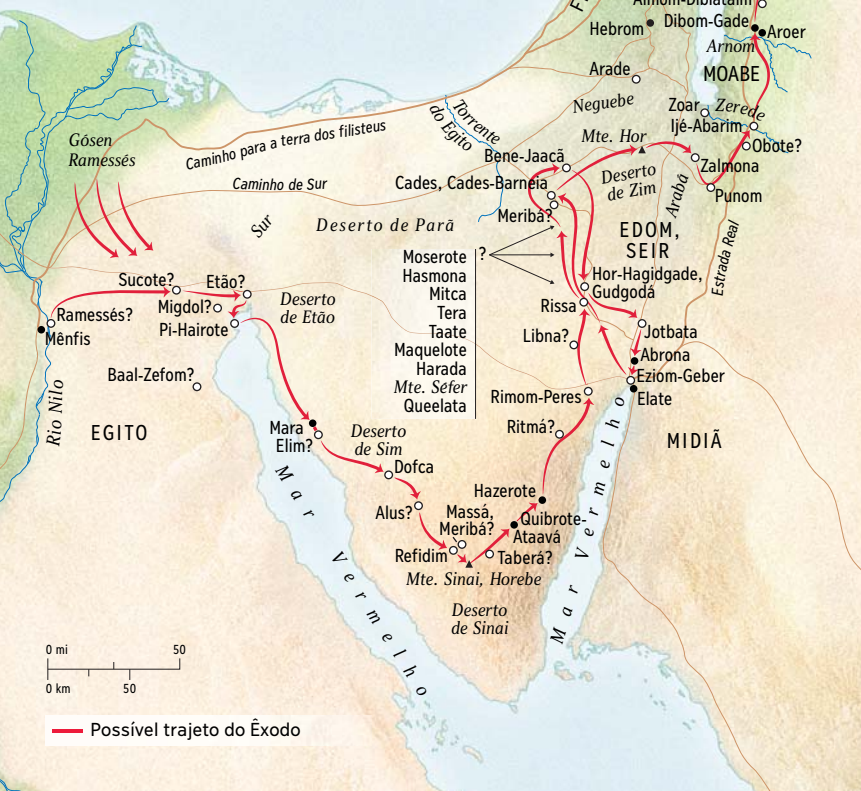 Almom-Diblataim
Hebrom
Dibom-Gade
Aroer
Arnom
MOABE
Arade
Neguebe
Zoar
Zerede
Ijé-Abarim
Obote?
Torrente
do Egito
Gósen
Ramessés
Caminho para a terra dos filisteus
Mte. Hor
Bene-Jaacã
Zalmona
Caminho de Sur
Cades, Cades-Barneia
Deserto
de Zim
Arabá
Punom
Meribá?
Sur
Deserto de Parã
EDOM,
SEIR
Estrada Real
Moserote
?
Hasmona
Mitca
Tera
Taate
Maquelote
Harada
Mte. Séfer
Queelata
Hor-Hagidgade,
Gudgodá
Sucote?
Etão?
Migdol?
Deserto
de Etão
Rissa
Ramessés?
Pi-Hairote
Mênfis
Libna?
Jotbata
Abrona
Baal-Zefom?
Eziom-Geber
Elate
Rimom-Peres
Rio Nilo
EGITO
Mara
Elim?
Deserto
de Sim
Ritmá?
MIDIÃ
Dofca
Mar Vermelho
Hazerote
Alus?
Massá,
Meribá?
Quibrote-
Ataavá
Refidim
Taberá?
Mte. Sinai, Horebe
Mar Vermelho
Deserto
de Sinai
0 mi 50
0 km 50
Possível trajeto do Êxodo